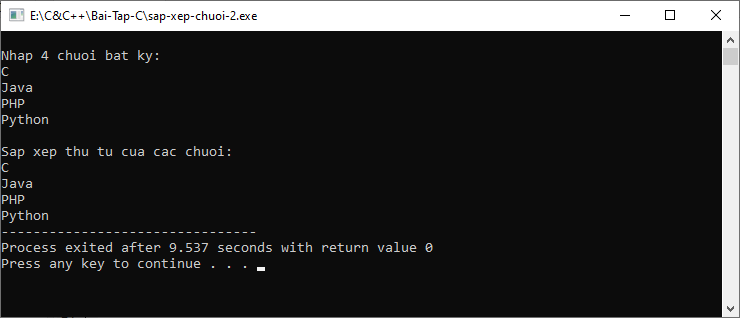 E:\C&C++\Bai-Tap-C\sap-xep-chuoi-2.exe
Nhap 4 chuoi bat ky:
C
Java
PHP
Python
Sap xep thu tu cua cac chuoi:
C
Java
PHP
Python
--------------------------------
Process exited after 9.537 seconds with return value 0
Press any key to continue . . .